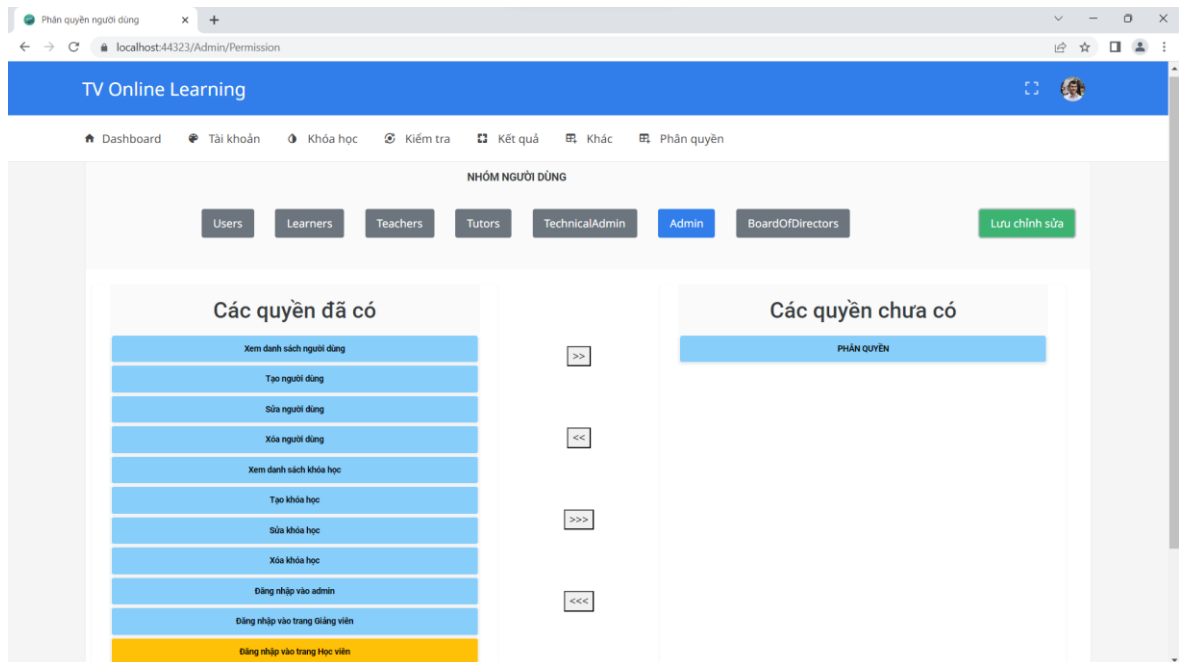 Phân quyền người dùng
localhost:44323/Admin/Permission
TV Online Learning
Dashboard Tài khoản Khóa học Kiểm tra Kết quả Khác Phân quyền
NHÓM NGƯỜI DÙNG
Users Learners Teachers Tutors TechnicalAdmin Admin BoardOfDirectors Lưu chỉnh sửa
Các quyền đã có
Xem danh sách người dùng
Tạo người dùng
Sửa người dùng
Xóa người dùng
Xem danh sách khóa học
Tạo khóa học
Sửa khóa học
Xóa khóa học
Đăng nhập vào admin
Đăng nhập vào trang Giảng viên
Đăng nhập vào trang Học viên
>>
<<
>>>
<<<
Các quyền chưa có
PHÂN QUYỀN